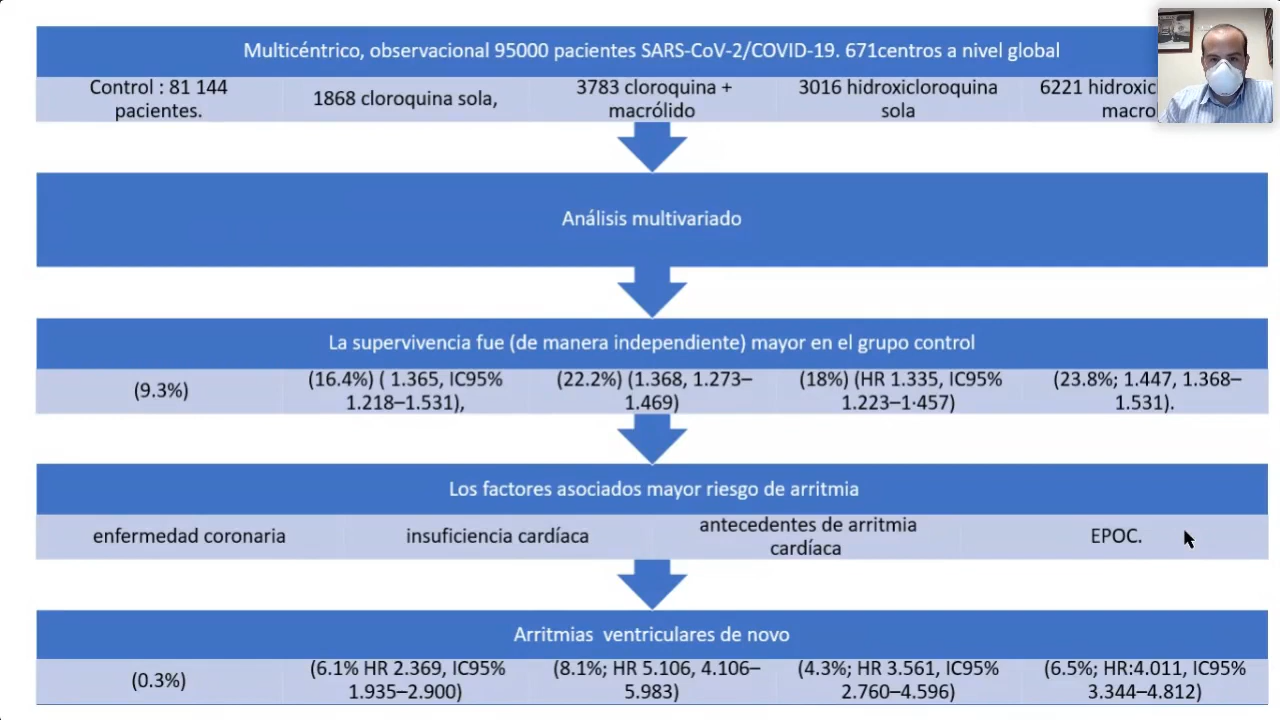 Multicéntrico, observacional 95000 pacientes SARS-CoV-2/COVID-19. 671centros a nivel global
Control : 81 144
pacientes.
1868 cloroquina sola,
3783 cloroquina +
macrólido
3016 hidroxicloroquina
sola
6221
Análisis multivariado
La supervivencia fue (de manera independiente) mayor en el grupo control
(9.3%)
(16.4%) ( 1.365, IC95%
1.218–1.531),
(22.2%) (1.368, 1.273–
1.469)
(18%) (HR 1.335, IC95%
1.223–1·457)
(23.8%; 1.447, 1.368–
1.531).
Los factores asociados mayor riesgo de arritmia
enfermedad coronaria
insuficiencia cardíaca
antecedentes de arritmia
cardíaca
EPOC.
Arritmias  ventriculares de novo
(0.3%)
(6.1% HR 2.369, IC95%
1.935–2.900)
(8.1%; HR 5.106, 4.106–
5.983)
(4.3%; HR 3.561, IC95%
2.760–4.596)
(6.5%; HR:4.011, IC95%
3.344–4.812)